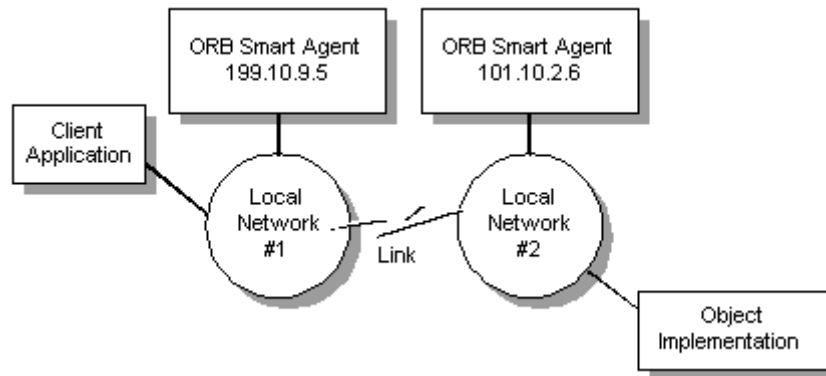 ORB Smart Agent
199.10.9.5
ORB Smart Agent
101.10.2.6
Client
Application
Local
Network
#1
Link
Local
Network
#2
Object
Implementation